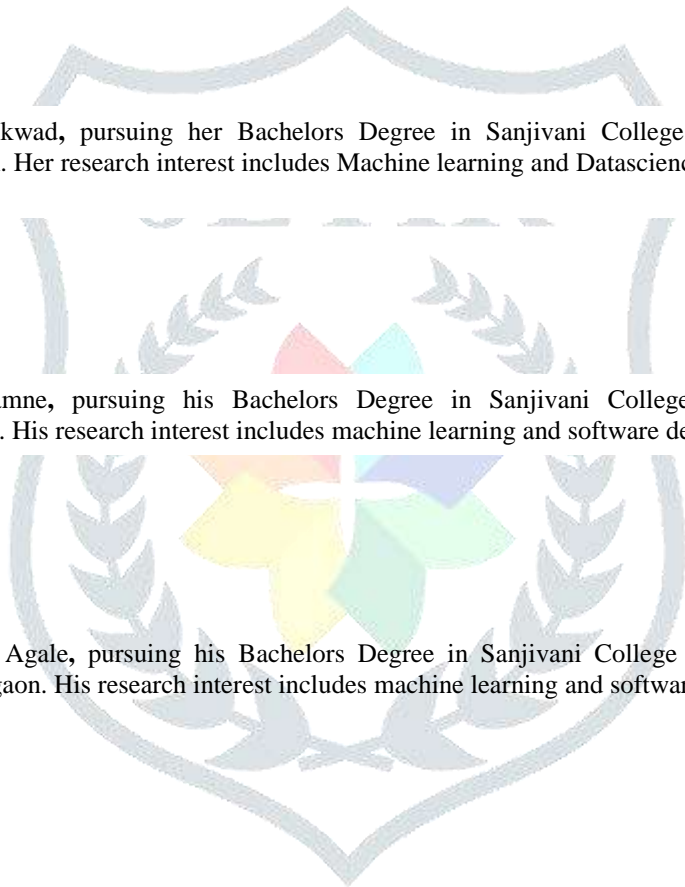 kwad, pursuing her Bachelors Degree in Sanjivani College
. Her research interest includes Machine learning and Datascienc
amne, pursuing his Bachelors Degree in Sanjivani College
. His research interest includes machine learning and software de
Agale, pursuing his Bachelors Degree in Sanjivani College
gaon. His research interest includes machine learning and softwar